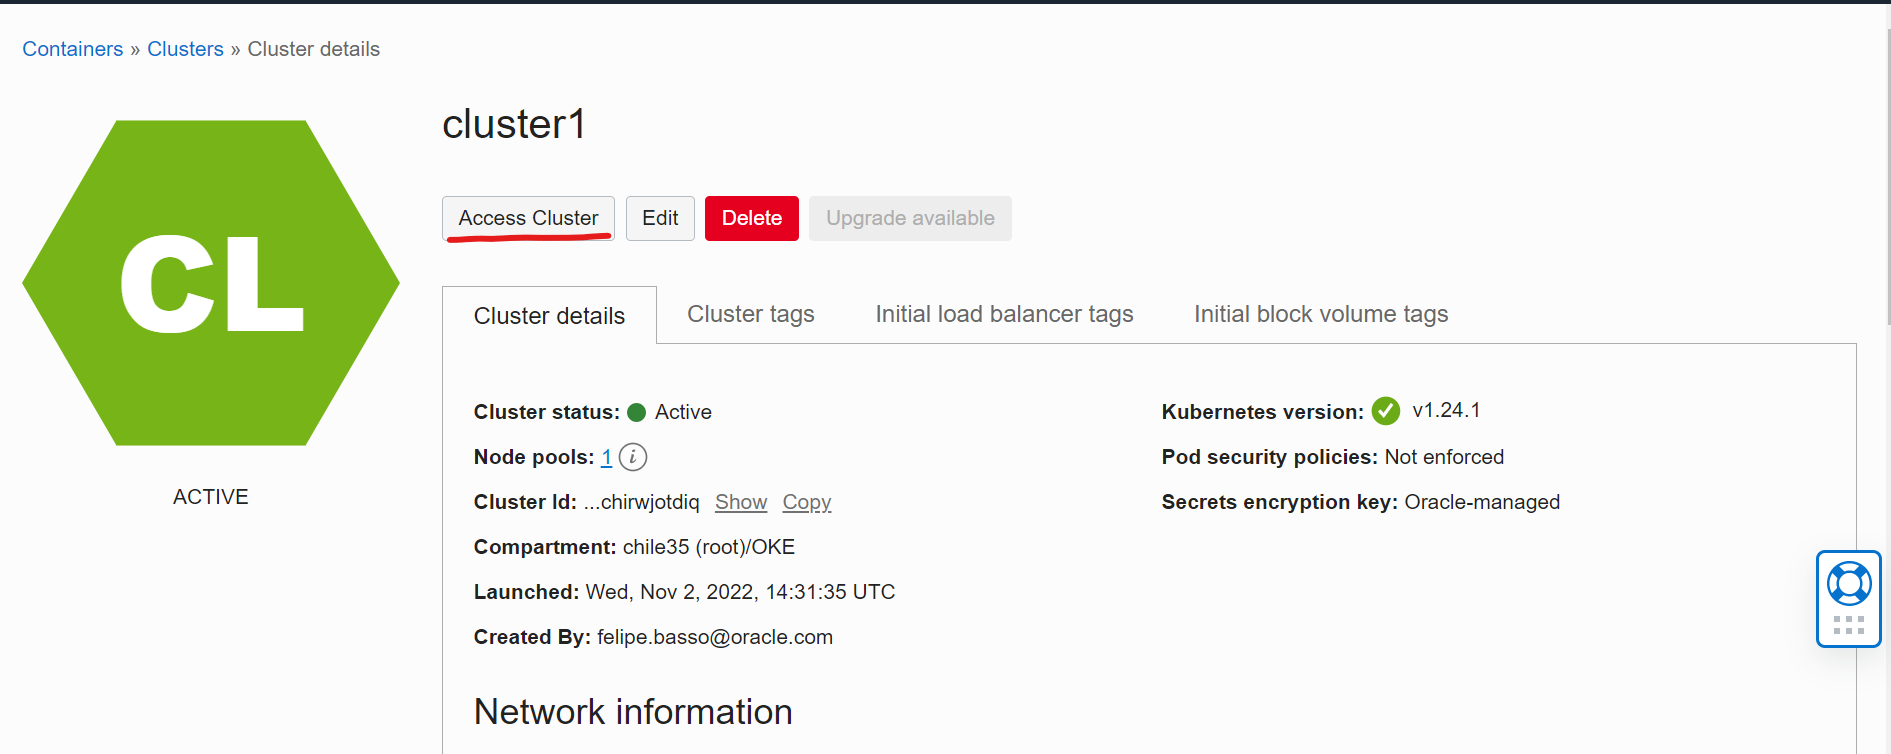 Containers » Clusters » Cluster details
CL
ACTIVE
cluster1
Access Cluster Edit Delete Upgrade available
Cluster details Cluster tags Initial load balancer tags Initial block volume tags
Cluster status: Active
Node pools: 1 i
Cluster Id: ...chirwjotdiq Show Copy
Compartment: chile35 (root)/OKE
Launched: Wed, Nov 2, 2022, 14:31:35 UTC
Created By: felipe.basso@oracle.com
Kubernetes version: v1.24.1
Pod security policies: Not enforced
Secrets encryption key: Oracle-managed
Network information